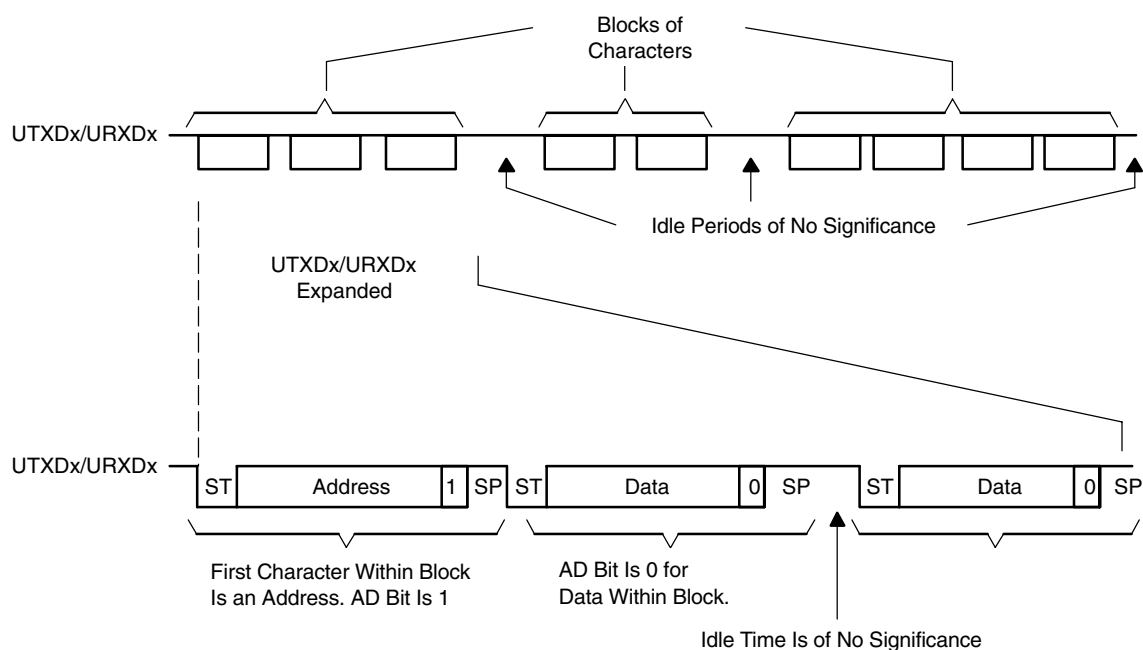 Blocks of
Characters
UTXDx/URXDx
Idle Periods of No Significance
UTXDx/URXDx
Expanded
UTXDx/URXDx
ST Address 1 SP ST Data 0 SP ST Data 0 SP
First Character Within Block
Is an Address. AD Bit Is 1
AD Bit Is 0 for
Data Within Block.
Idle Time Is of No Significance